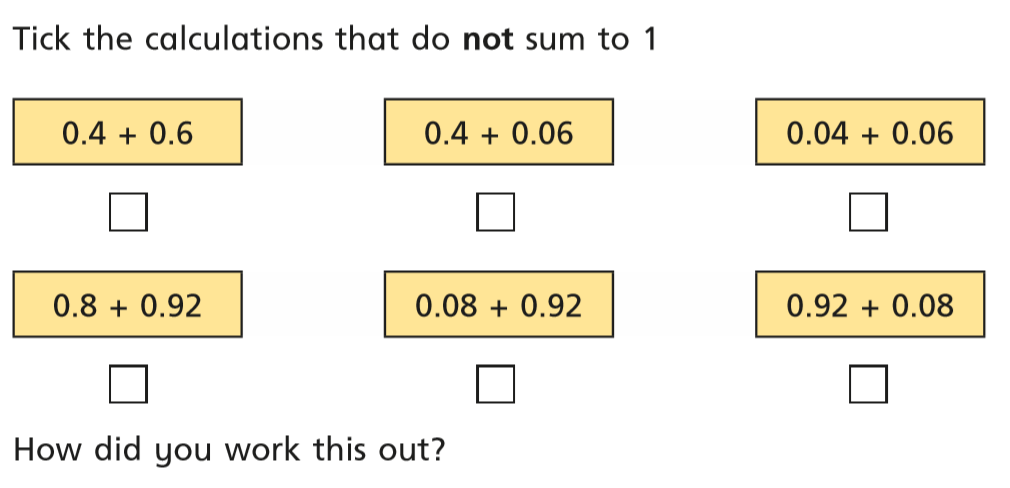 Tick the calculations that do not sum to 1
0.4 + 0.6
0.4 + 0.06
0.04 + 0.06
0.8 + 0.92
0.08 + 0.92
0.92 + 0.08
How did you work this out?